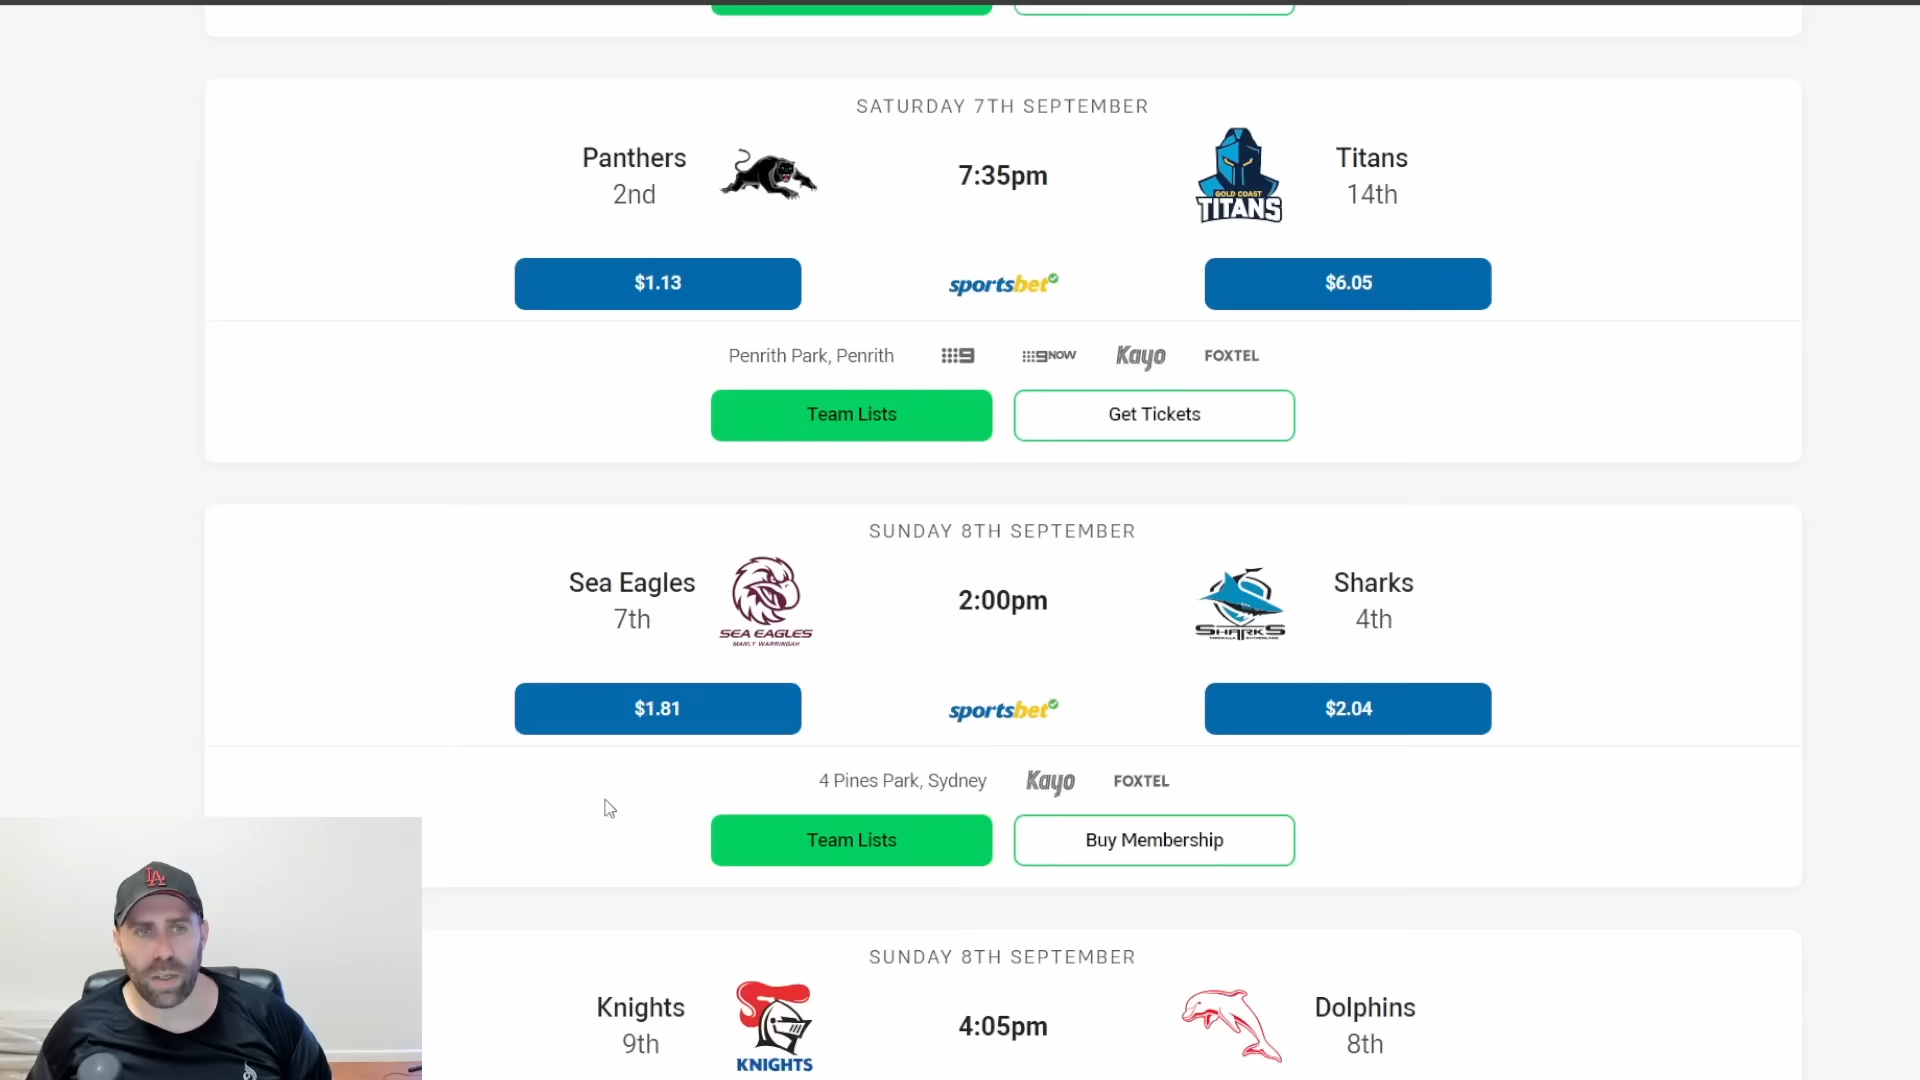 SATURDAY 7TH SEPTEMBER
Panthers
2nd
7:35pm
GOLD COAST
TITANS
Titans
14th
$1.13
sportsbet
$6.05
Penrith Park, Penrith
9
9NOW
Kayo
FOXTEL
Team Lists
Get Tickets
SUNDAY 8TH SEPTEMBER
Sea Eagles
7th
SEA EAGLES
MANLY WARRINGAH
2:00pm
SHARKS
Sharks
4th
$1.81
sportsbet
$2.04
4 Pines Park, Sydney
Kayo
FOXTEL
Team Lists
Buy Membership
LA
SUNDAY 8TH SEPTEMBER
Knights
9th
KNIGHTS
4:05pm
Dolphins
8th